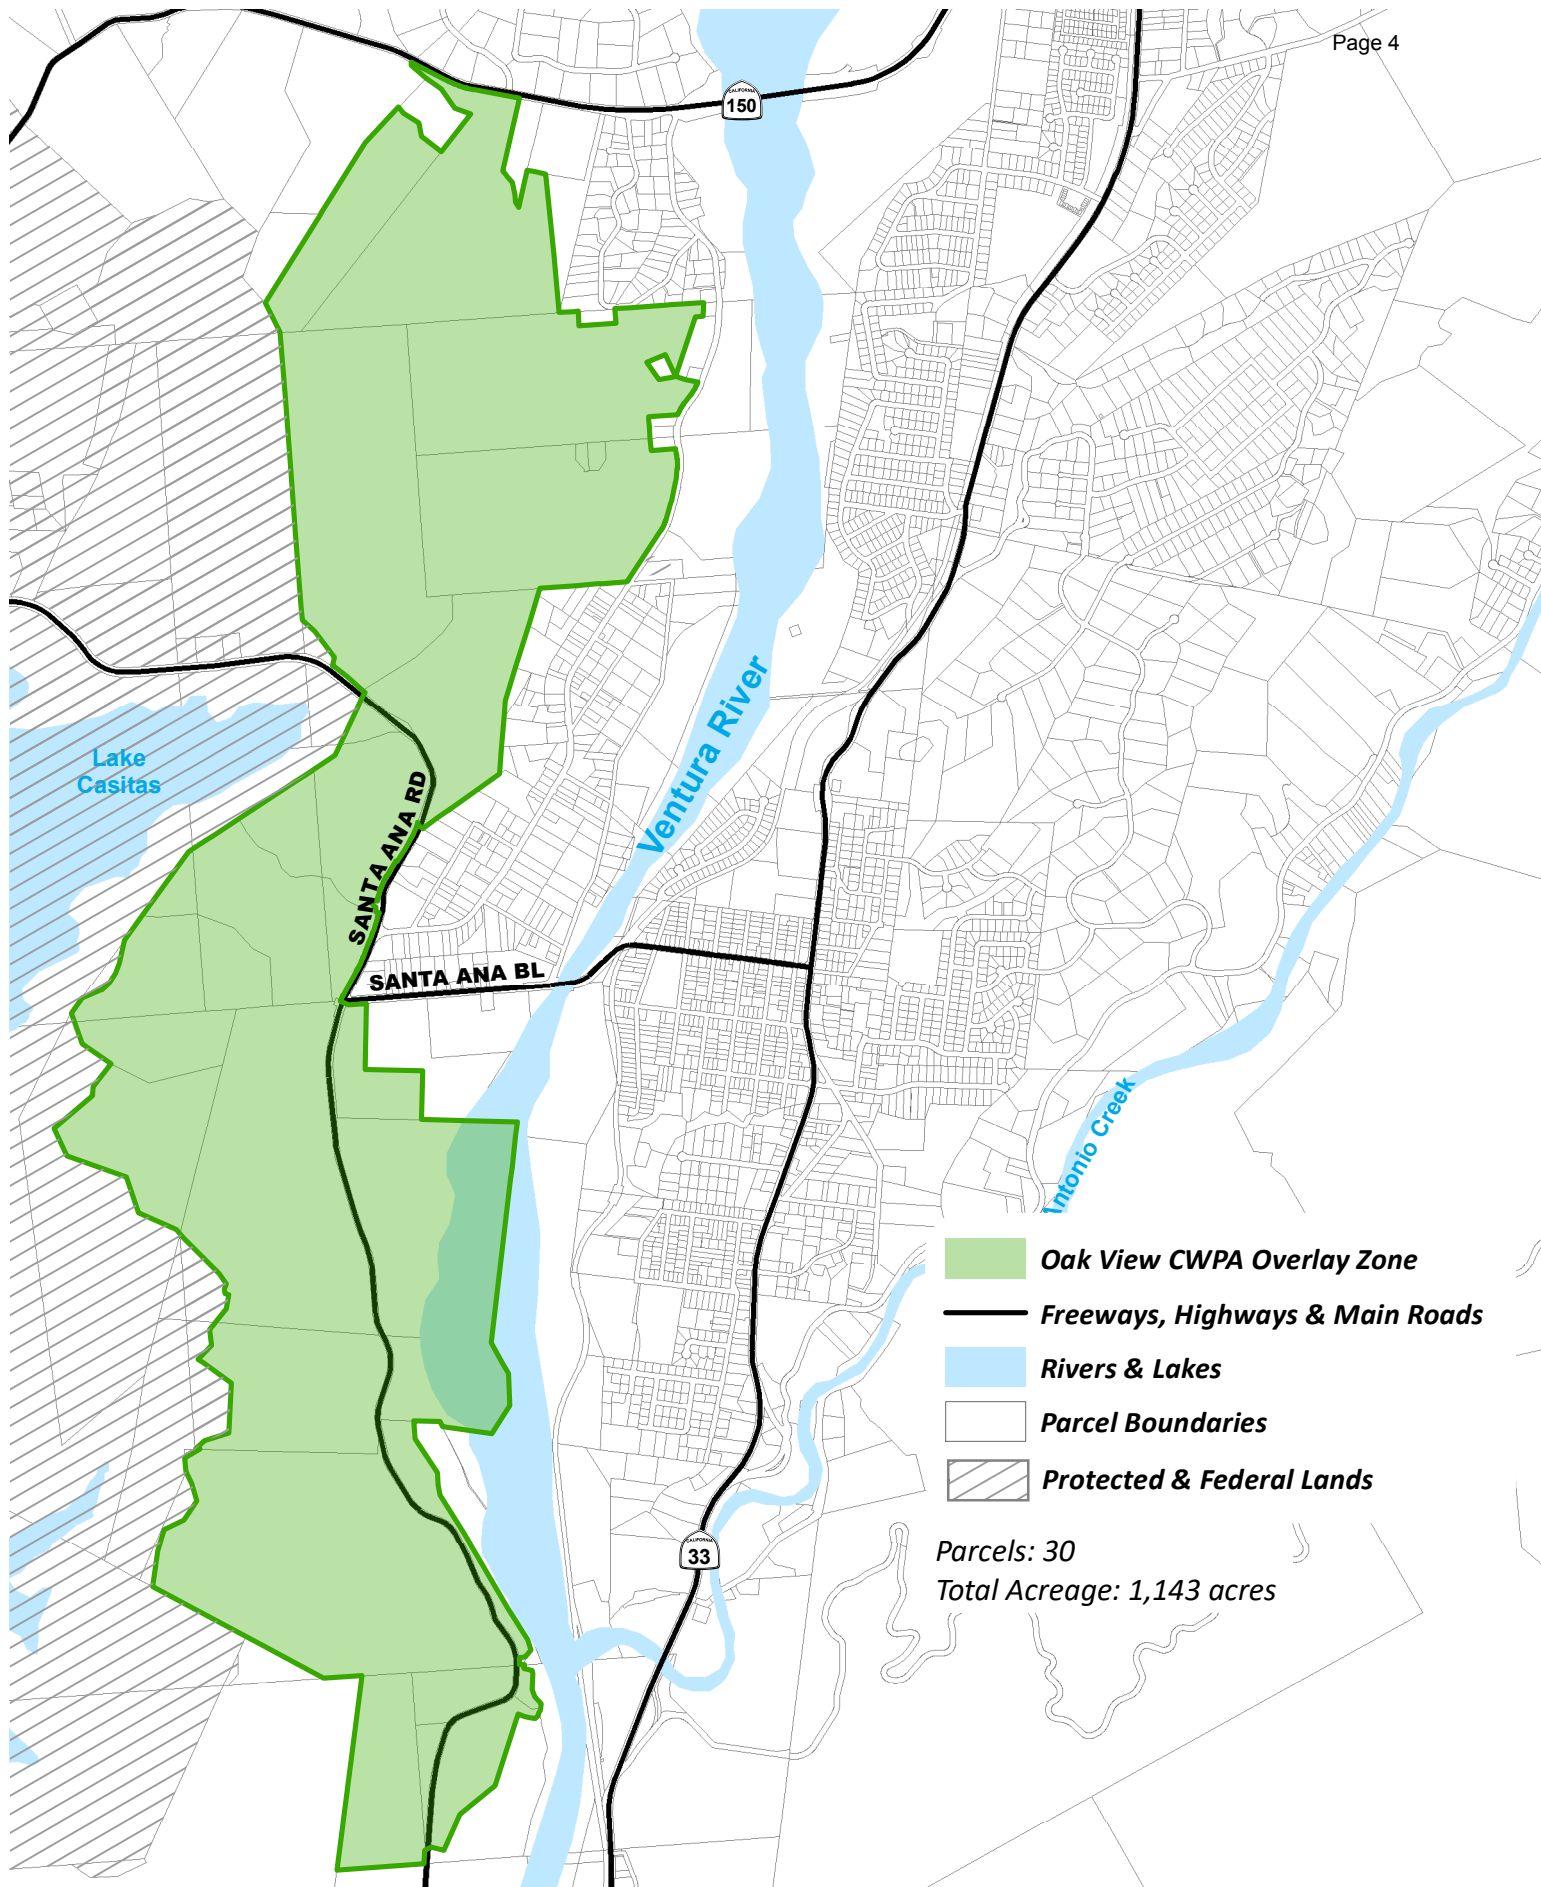 Page 4
CALIFORNIA
150
Ventura River
Lake
Casitas
SANTA ANA RD
SANTA ANA BL
Antonio Creek
Oak View CWPA Overlay Zone
Freeways, Highways & Main Roads
Rivers & Lakes
Parcel Boundaries
Protected & Federal Lands
CALIFORNIA
33
Parcels: 30
Total Acreage: 1,143 acres